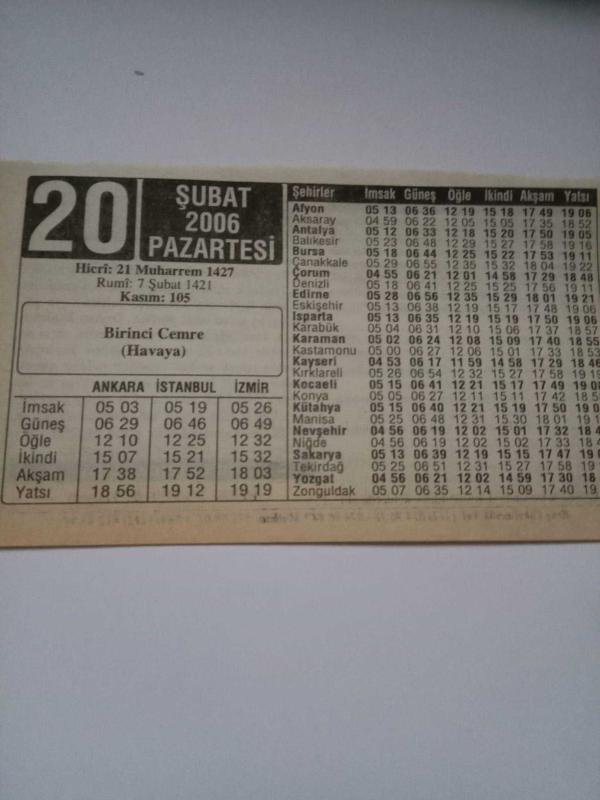 20
ŞUBAT
2006
PAZARTESİ
Hicrî: 21 Muharrem 1427
Rumî: 7 Şubat 1421
Kasım: 105
Birinci Cemre
(Havaya)
ANKARA İSTANBUL İZMİR
İmsak 05 03 05 19 05 26
Güneş 06 29 06 46 06 49
Öğle 12 10 12 25 12 32
İkindi 15 07 15 21 15 32
Akşam 17 38 17 52 18 03
Yatsı 18 56 19 12 19 19
Şehirler İmsak Güneş Öğle İkindi Akşam Yatsı
Afyon 05 13 06 36 12 19 15 18 17 49 19 06
Aksaray 04 59 06 22 12 05 15 05 17 35 18 52
Antalya 05 12 06 33 12 18 15 20 17 50 19 05
Balıkesir 05 23 06 48 12 29 15 27 17 58 19 16
Bursa 05 18 06 44 12 25 15 22 17 53 19 11
Çanakkale 05 29 06 55 12 35 15 32 18 04 19 22
Çorum 04 55 06 21 12 01 14 58 17 29 18 48
Denizli 05 18 06 41 12 25 15 25 17 56 19 11
Edirne 05 28 06 56 12 35 15 29 18 01 19 21
Eskişehir 05 13 06 38 12 19 15 17 17 48 19 06
Isparta 05 13 06 35 12 19 15 19 17 50 19 06
Karabük 05 04 06 31 12 10 15 06 17 37 18 57
Karaman 05 02 06 24 12 08 15 09 17 40 18 55
Kastamonu 05 00 06 27 12 06 15 01 17 33 18 53
Kayseri 04 53 06 17 11 59 14 58 17 29 18 46
Kırklareli 05 26 06 54 12 32 15 27 17 58 19
Kocaeli 05 15 06 41 12 21 15 17 17 49 19 08
Konya 05 05 06 27 12 11 15 11 17 42 18
Kütahya 05 15 06 40 12 21 15 19 17 50 19
Manisa 05 25 06 48 12 31 15 30 18 01 19
Nevşehir 04 56 06 19 12 02 15 01 17 32 18
Niğde 04 56 06 19 12 02 15 02 17 33 18
Sakarya 05 13 06 39 12 19 15 15 17 47 19
Tekirdağ 05 25 06 51 12 31 15 27 17 58 19
Yozgat 04 56 06 21 12 02 14 59 17 30 18
Zonguldak 05 07 06 35 12 14 15 09 17 40 19